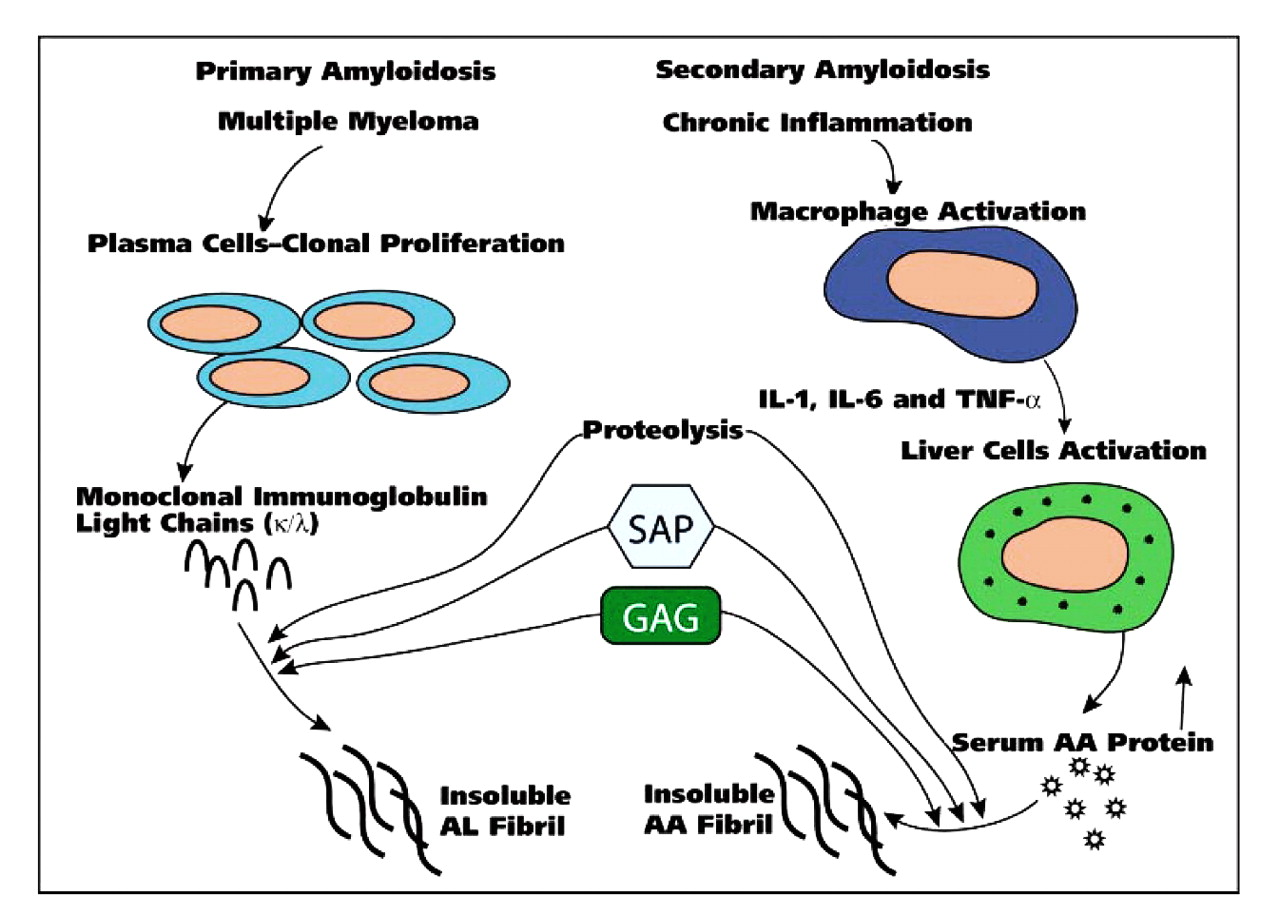 Primary Amyloidosis
Multiple Myeloma
Plasma Cells–Clonal Proliferation
Monoclonal Immunoglobulin
Light Chains (κ/λ)
Secondary Amyloidosis
Chronic Inflammation
Macrophage Activation
IL-1, IL-6 and TNF-α
Liver Cells Activation
Proteolysis
SAP
GAG
Serum AA Protein
Insoluble
AL Fibril
Insoluble
AA Fibril